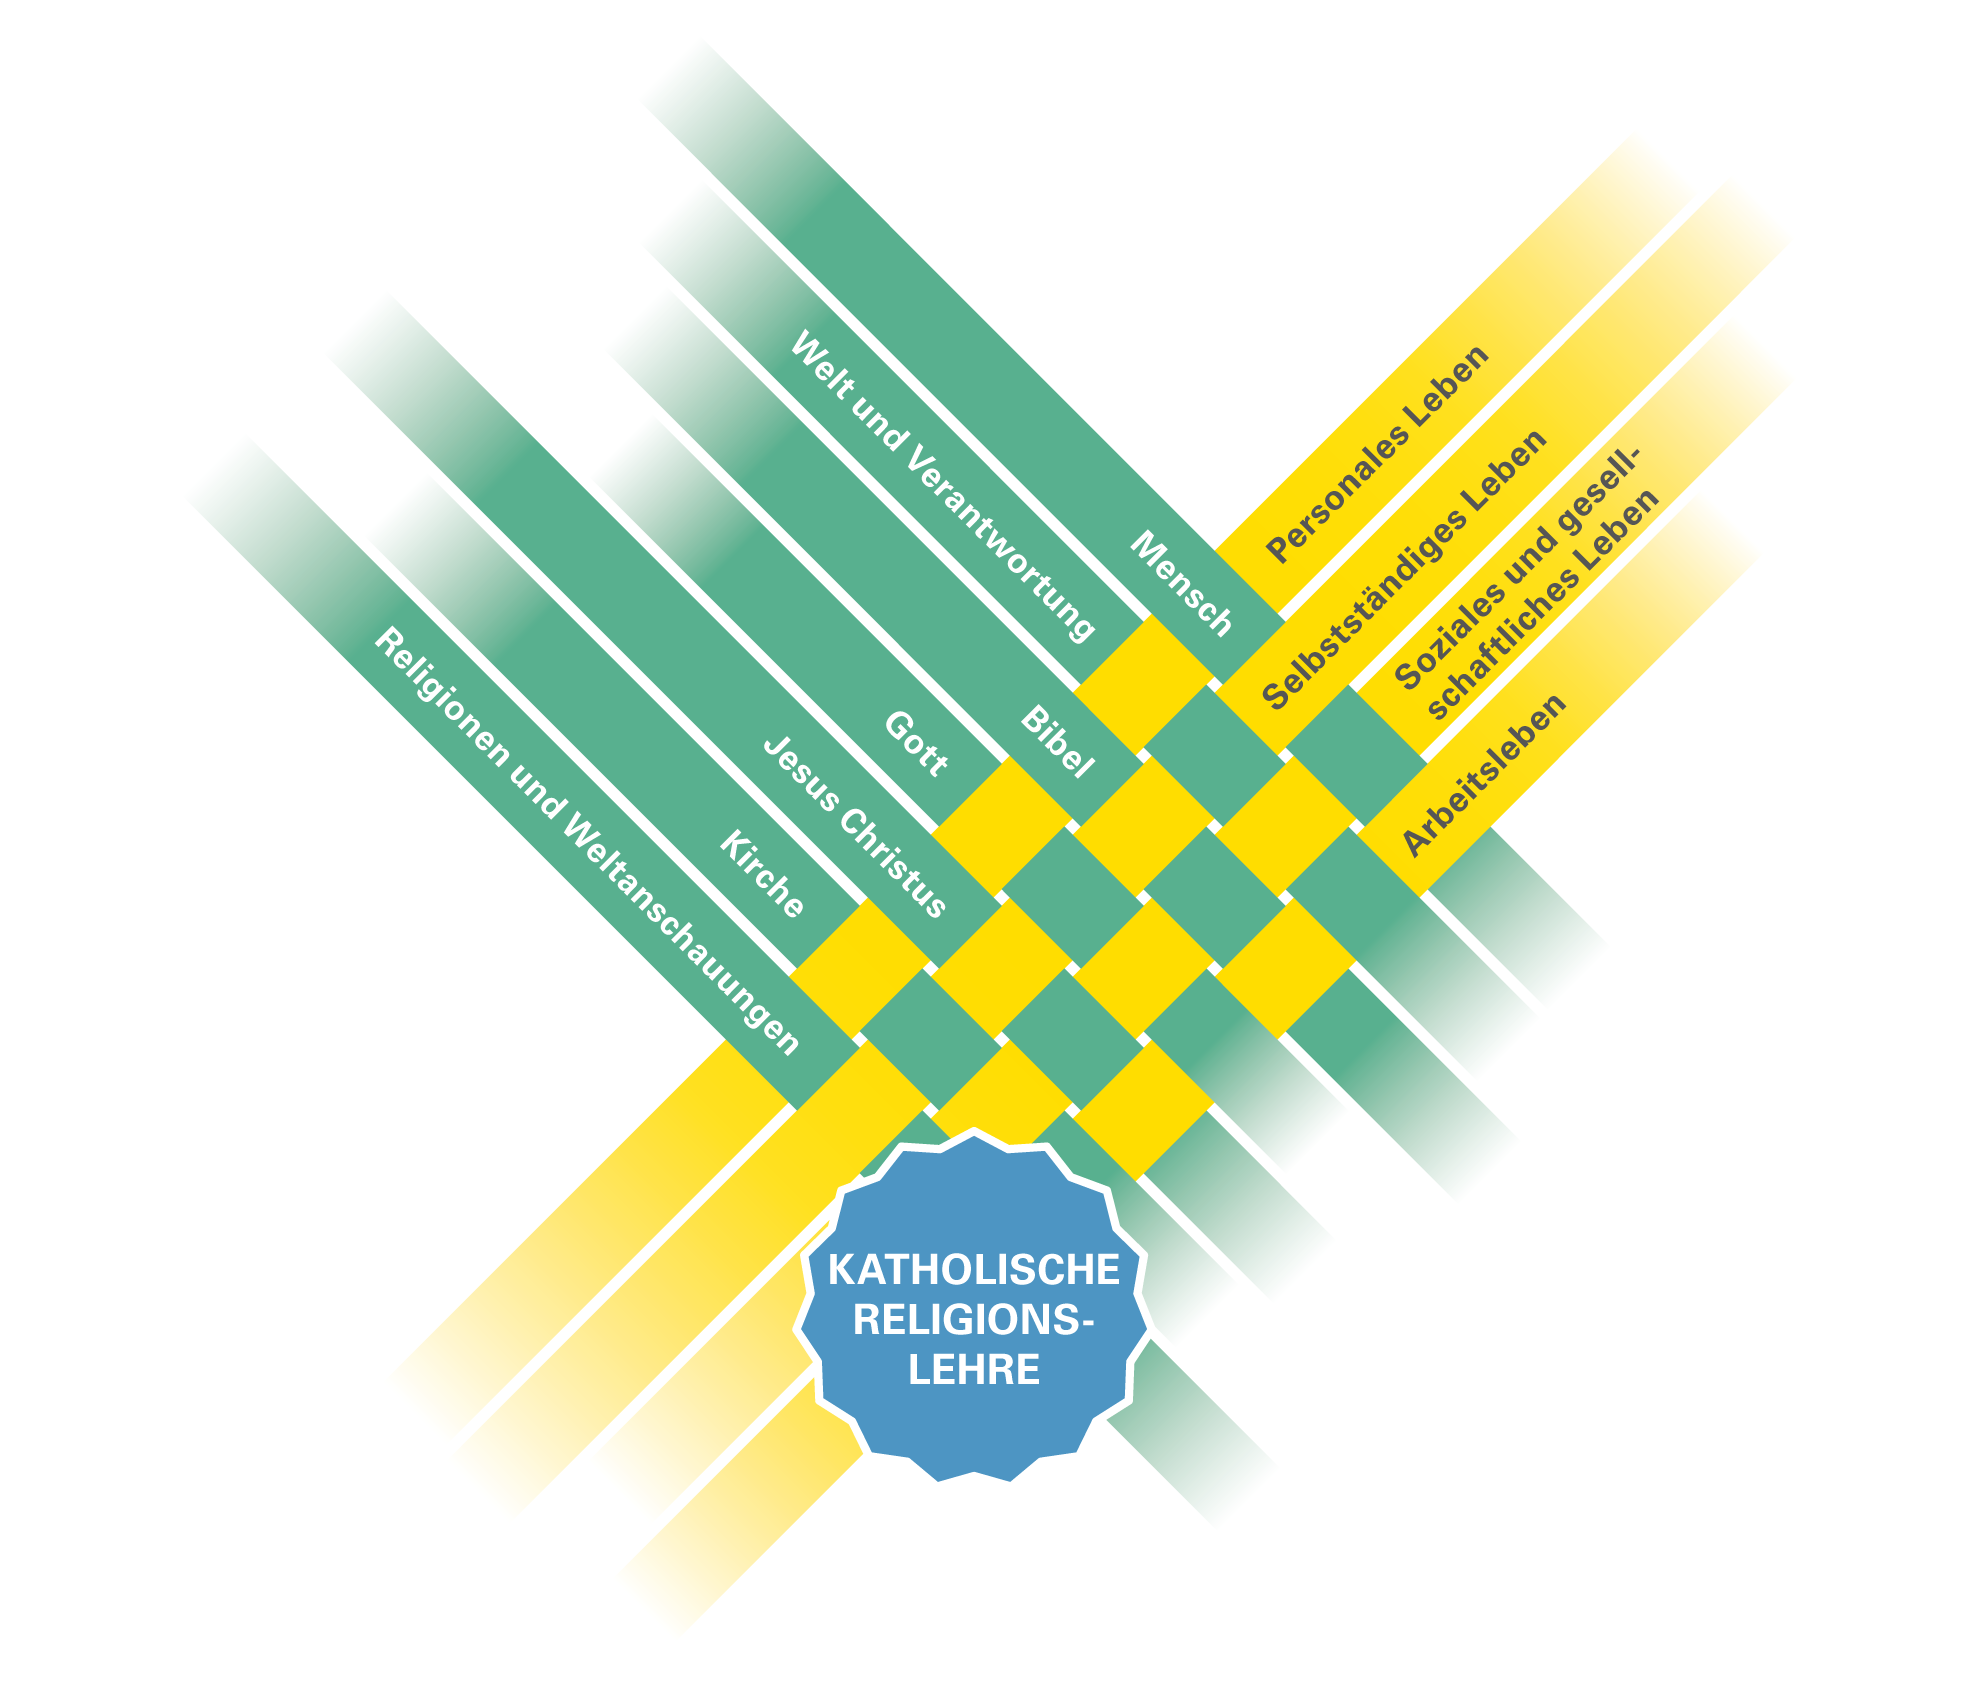 Mensch
Welt und Verantwortung
Bibel
Gott
Jesus Christus
Kirche
Religionen und Weltanschauungen
Personales Leben
Selbstständiges Leben
Soziales und gesell-
schaftliches Leben
Arbeitsleben
KATHOLISCHE
RELIGIONS-
LEHRE